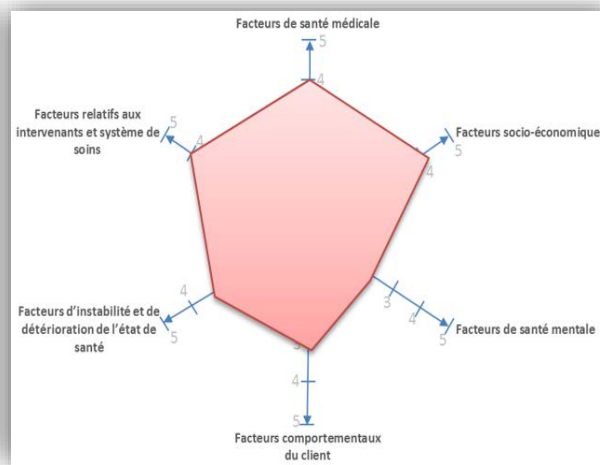 Facteurs de santé médicale
5
4
Facteurs relatifs aux
intervenants et système de
soins
5
4
Facteurs socio-économique
5
4
Facteurs d'instabilité et de
détérioration de l'état de
santé
4
5
3
4
5
Facteurs de santé mentale
3
4
5
Facteurs comportementaux
du client